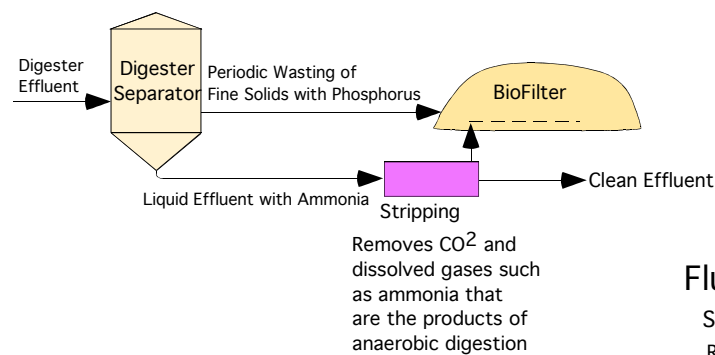 Digester
Effluent
Digester
Separator
Periodic Wasting of
Fine Solids with Phosphorus
BioFilter
Liquid Effluent with Ammonia
Clean Effluent
Stripping
Removes CO2 and
dissolved gases such
as ammonia that
are the products of
anaerobic digestion